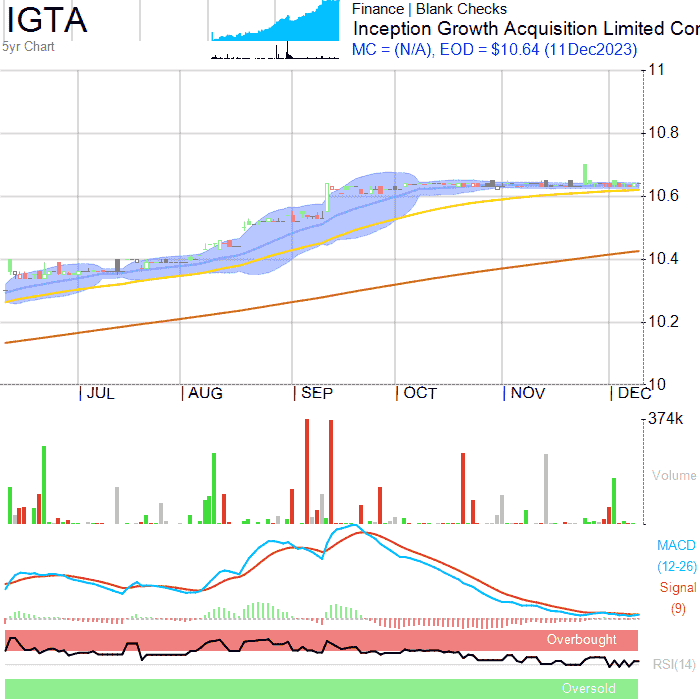 IGTA
5yr Chart
Finance | Blank Checks
Inception Growth Acquisition Limited Cor
MC = (N/A), EOD = $10.64 (11Dec2023)
11
10.8
10.6
10.4
10.2
10
| JUL | AUG | SEP | OCT | NOV | DEC
374k
Volume
MACD
(12-26)
Signal
(9)
Overbought
RSI(14)
Oversold